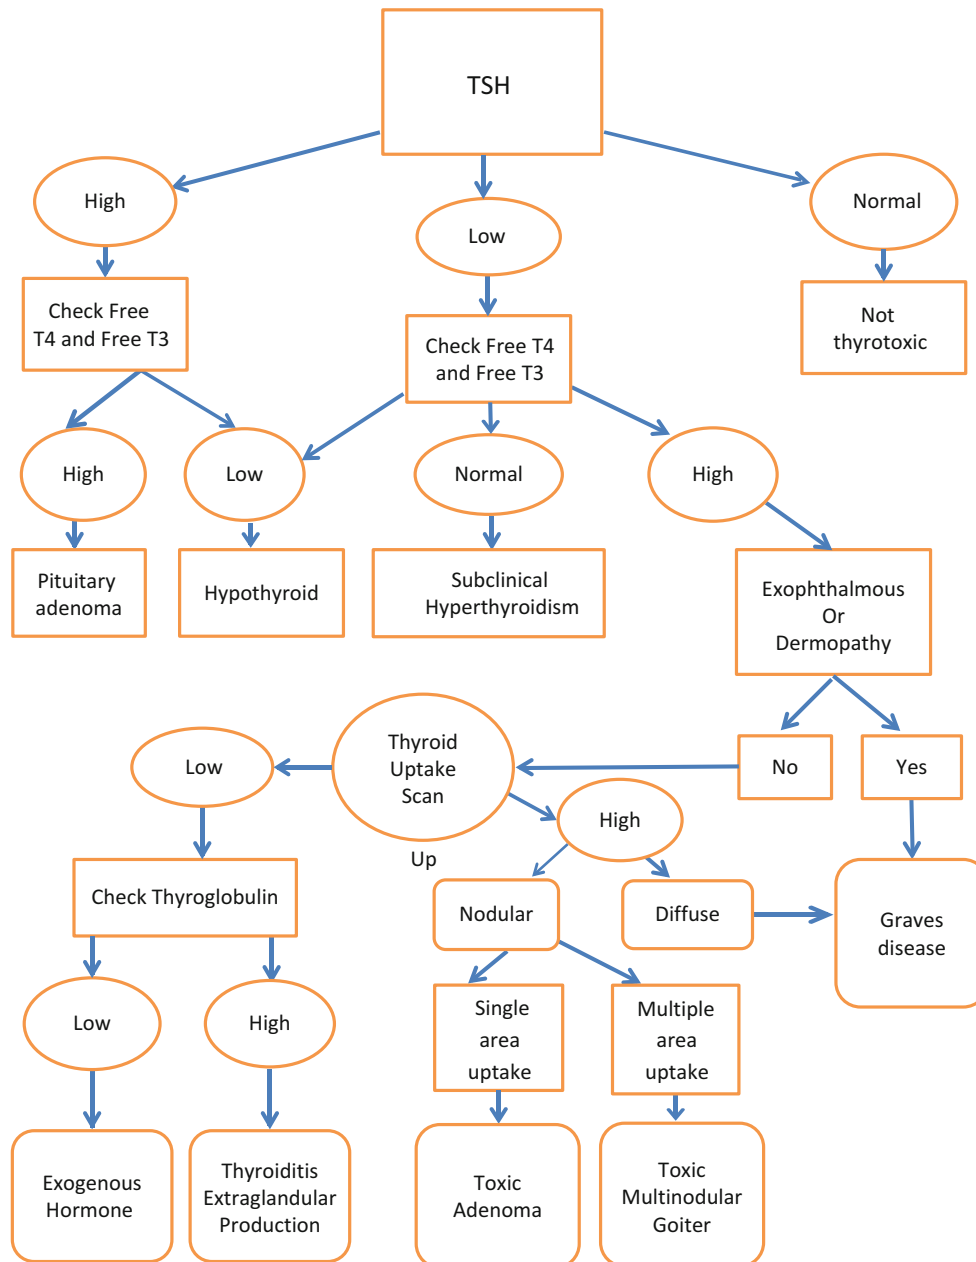 TSH
High
Low
Normal
Check Free
T4 and Free T3
Check Free T4
and Free T3
Not
thyrotoxic
High
Low
Normal
High
Pituitary
adenoma
Hypothyroid
Subclinical
Hyperthyroidism
Exophthalmous
Or
Dermopathy
Low
Thyroid
Uptake
Scan
Up
No
Yes
High
Check Thyroglobulin
Nodular
Diffuse
Graves
disease
Low
High
Single
area
uptake
Multiple
area
uptake
Exogenous
Hormone
Thyroiditis
Extraglandular
Production
Toxic
Adenoma
Toxic
Multinodular
Goiter